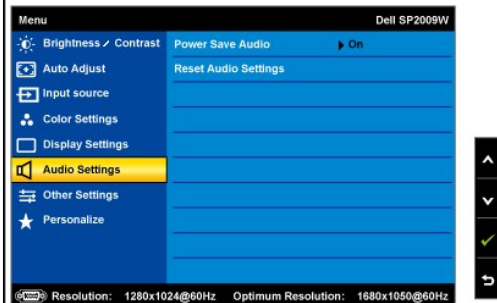 Menu Dell SP2009W
Brightness / Contrast Power Save Audio On
Auto Adjust Reset Audio Settings
Input source
Color Settings
Display Settings
Audio Settings
Other Settings
Personalize
Resolution: 1280x1024@60Hz Optimum Resolution: 1680x1050@60Hz